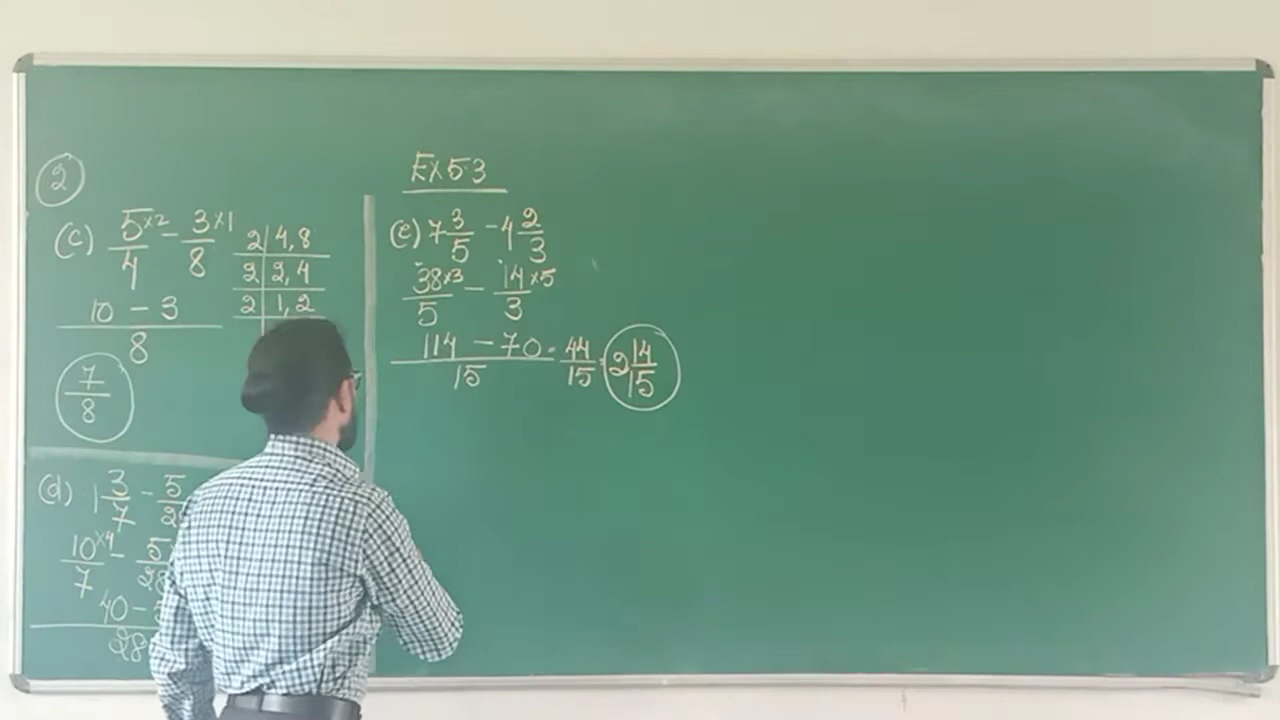 Ex 5.3
2
(c) 5/4 ×2 - 3/8 ×1
10 - 3
8
7/8
2 | 4, 8
2 | 2, 4
2 | 1, 2
(d) 1 3/7 - 5/
10/7 ×4 - 5/28
40 -
28
(e) 7 3/5 - 4 2/3
38/5 ×3 - 14/3 ×5
114 - 70 = 44/15 = 2 14/15
15